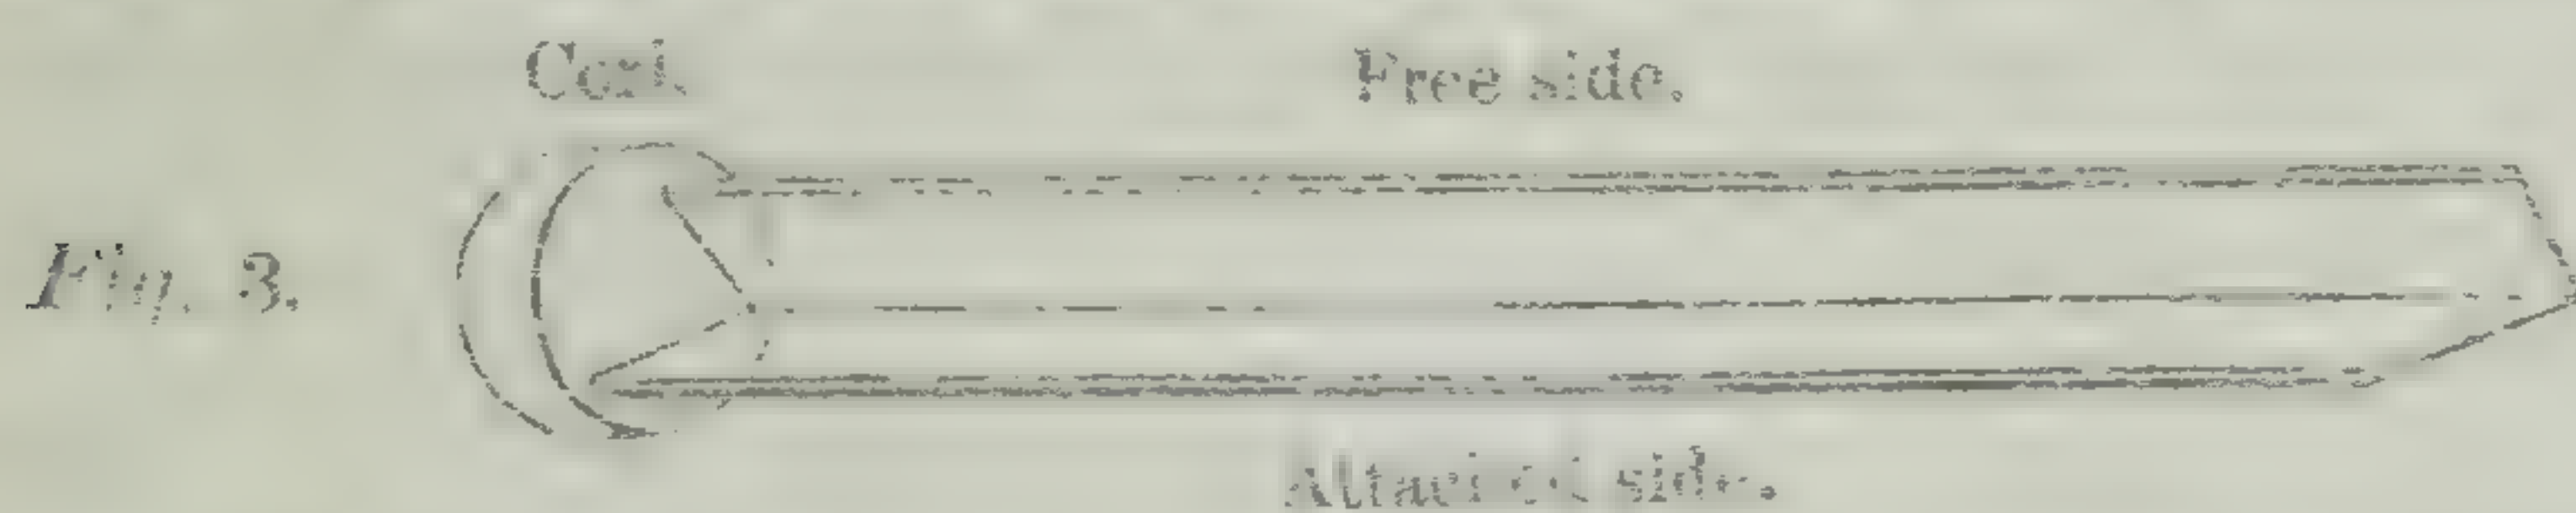 Cork
Free side.
Fig. 3.
Attached side.